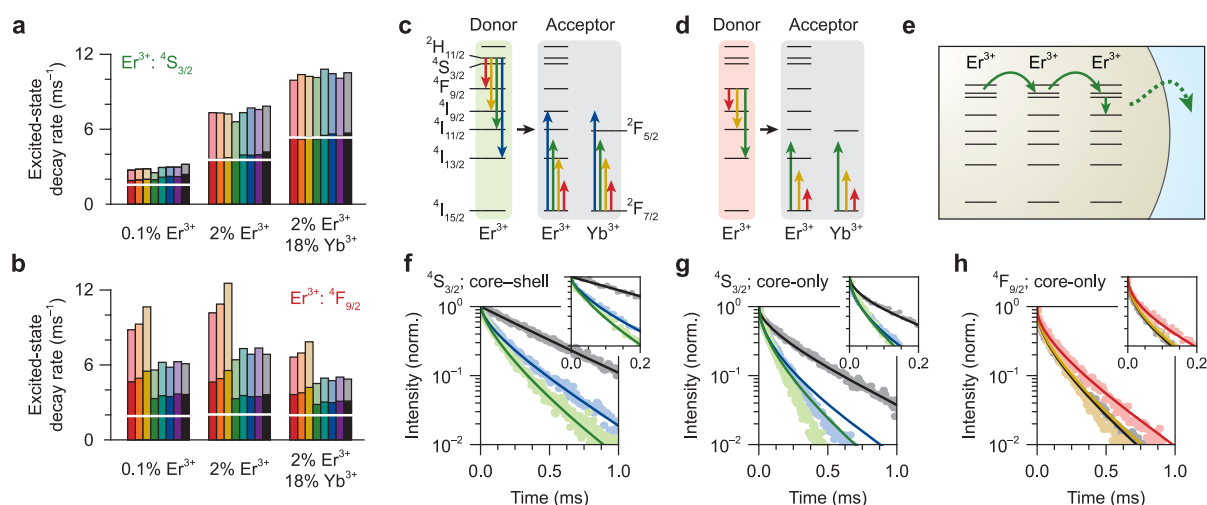 a
Excited-state
decay rate (ms⁻¹)
12
6
0
Er³⁺: ⁴S₃/₂
0.1% Er³⁺
2% Er³⁺
2% Er³⁺
18% Yb³⁺
b
Excited-state
decay rate (ms⁻¹)
12
6
0
Er³⁺: ⁴F₉/₂
0.1% Er³⁺
2% Er³⁺
2% Er³⁺
18% Yb³⁺
c
Donor
Acceptor
²H₁₁/₂
⁴S₃/₂
⁴F₉/₂
⁴I₉/₂
⁴I₁₁/₂
⁴I₁₃/₂
⁴I₁₅/₂
²F₅/₂
²F₇/₂
Er³⁺
Er³⁺
Yb³⁺
d
Donor
Acceptor
Er³⁺
Er³⁺
Yb³⁺
e
Er³⁺
Er³⁺
Er³⁺
f
⁴S₃/₂; core–shell
Intensity (norm.)
10⁰
10⁻¹
10⁻²
0.0
0.5
1.0
Time (ms)
0.0
0.2
g
⁴S₃/₂; core-only
Intensity (norm.)
10⁰
10⁻¹
10⁻²
0.0
0.5
1.0
Time (ms)
0.0
0.2
h
⁴F₉/₂; core-only
Intensity (norm.)
10⁰
10⁻¹
10⁻²
0.0
0.5
1.0
Time (ms)
0.0
0.2